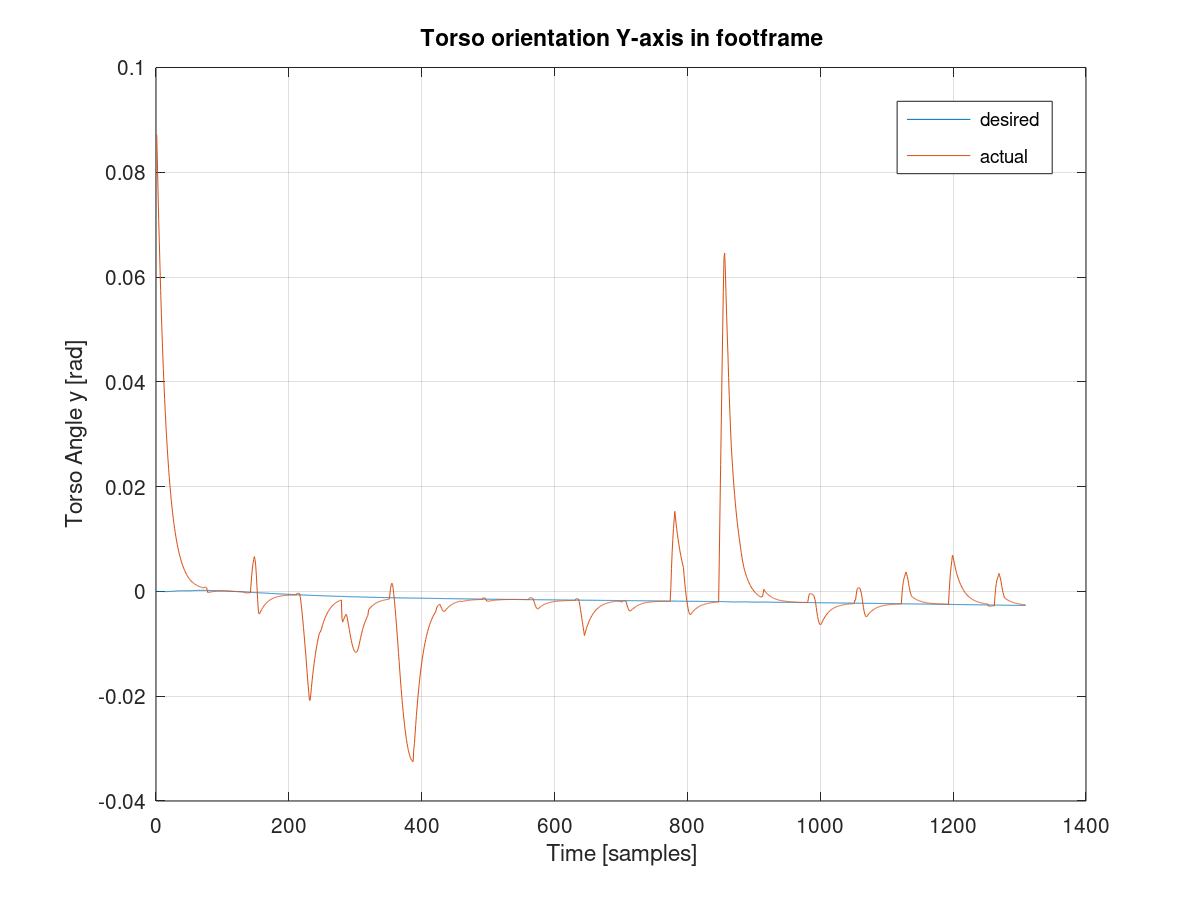 Torso orientation Y-axis in footframe
0.1
0.08
0.06
0.04
0.02
0
-0.02
-0.04
Torso Angle y [rad]
desired
actual
0 200 400 600 800 1000 1200 1400
Time [samples]